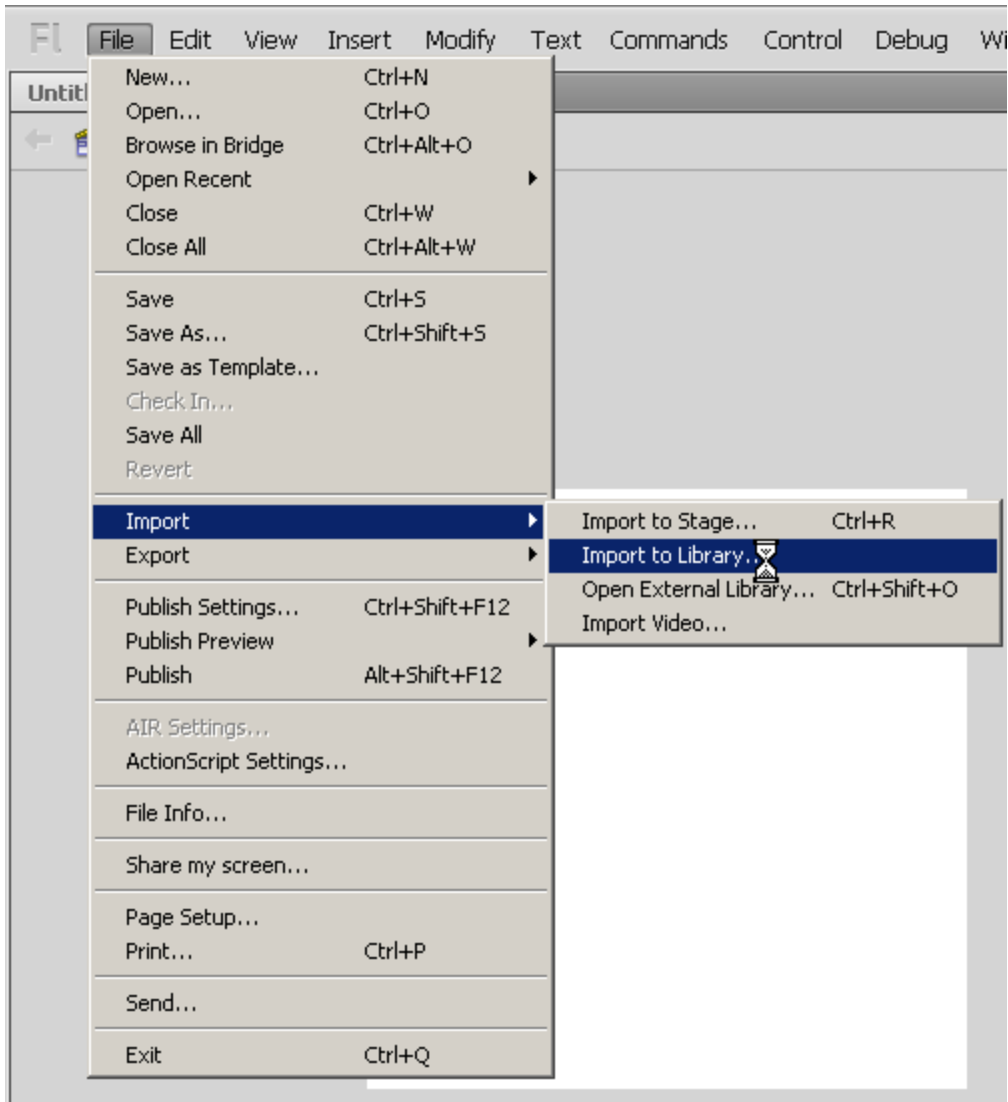 Fl File Edit View Insert Modify Text Commands Control Debug Wi
Untitl
New... Ctrl+N
Open... Ctrl+O
Browse in Bridge Ctrl+Alt+O
Open Recent
Close Ctrl+W
Close All Ctrl+Alt+W
Save Ctrl+S
Save As... Ctrl+Shift+S
Save as Template...
Check In...
Save All
Revert
Import
Export
Publish Settings... Ctrl+Shift+F12
Publish Preview
Publish Alt+Shift+F12
AIR Settings...
ActionScript Settings...
File Info...
Share my screen...
Page Setup...
Print... Ctrl+P
Send...
Exit Ctrl+Q
Import to Stage... Ctrl+R
Import to Library...
Open External Library... Ctrl+Shift+O
Import Video...